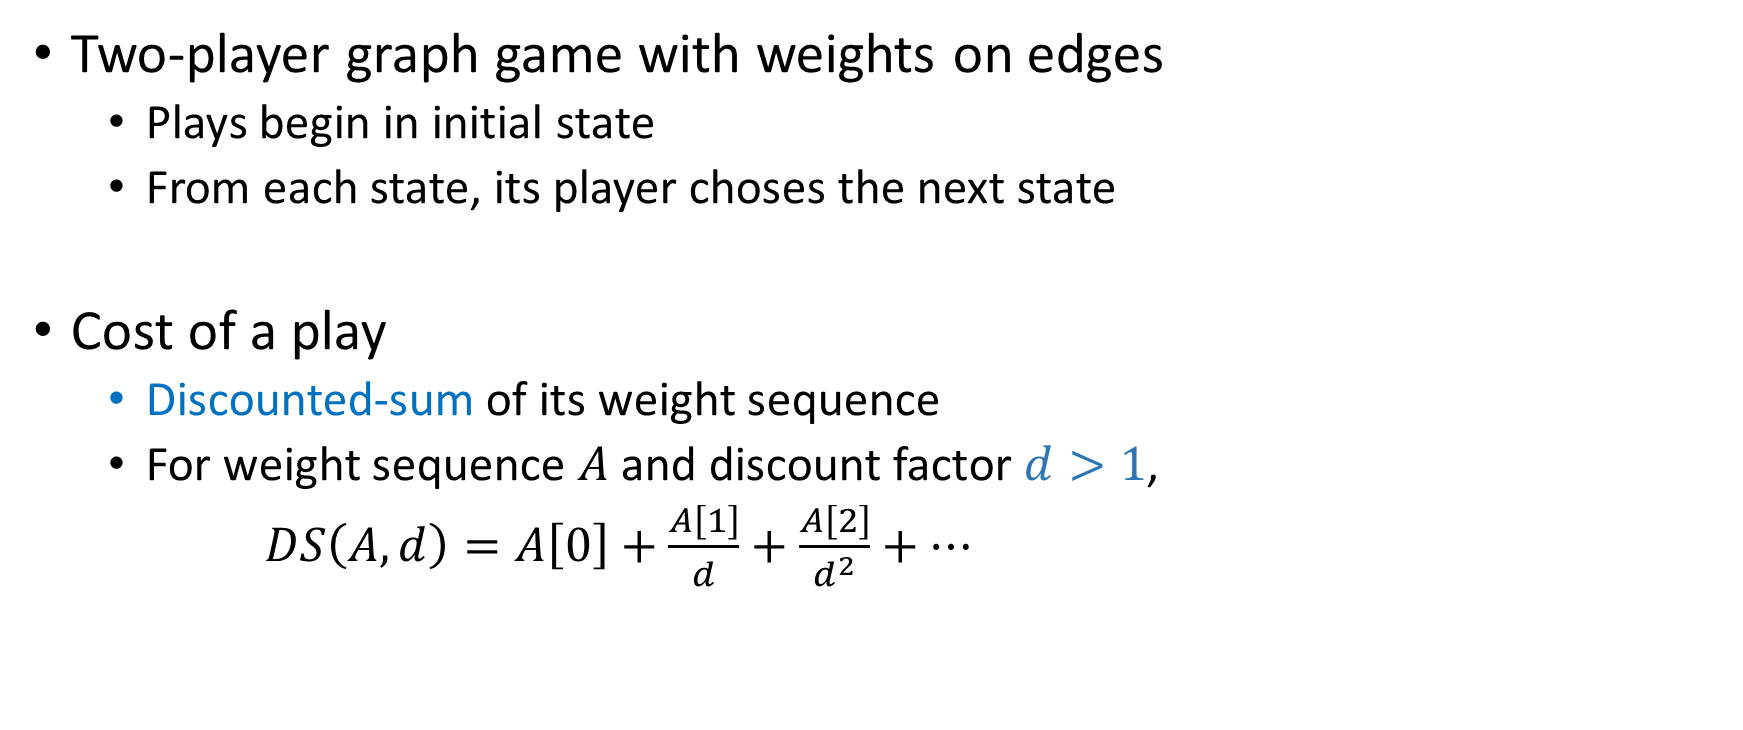 • Two-player graph game with weights on edges
• Plays begin in initial state
• From each state, its player choses the next state
• Cost of a play
• Discounted-sum of its weight sequence
• For weight sequence A and discount factor d > 1,
DS(A, d) = A[0] + A[1]/d + A[2]/d² + ⋯